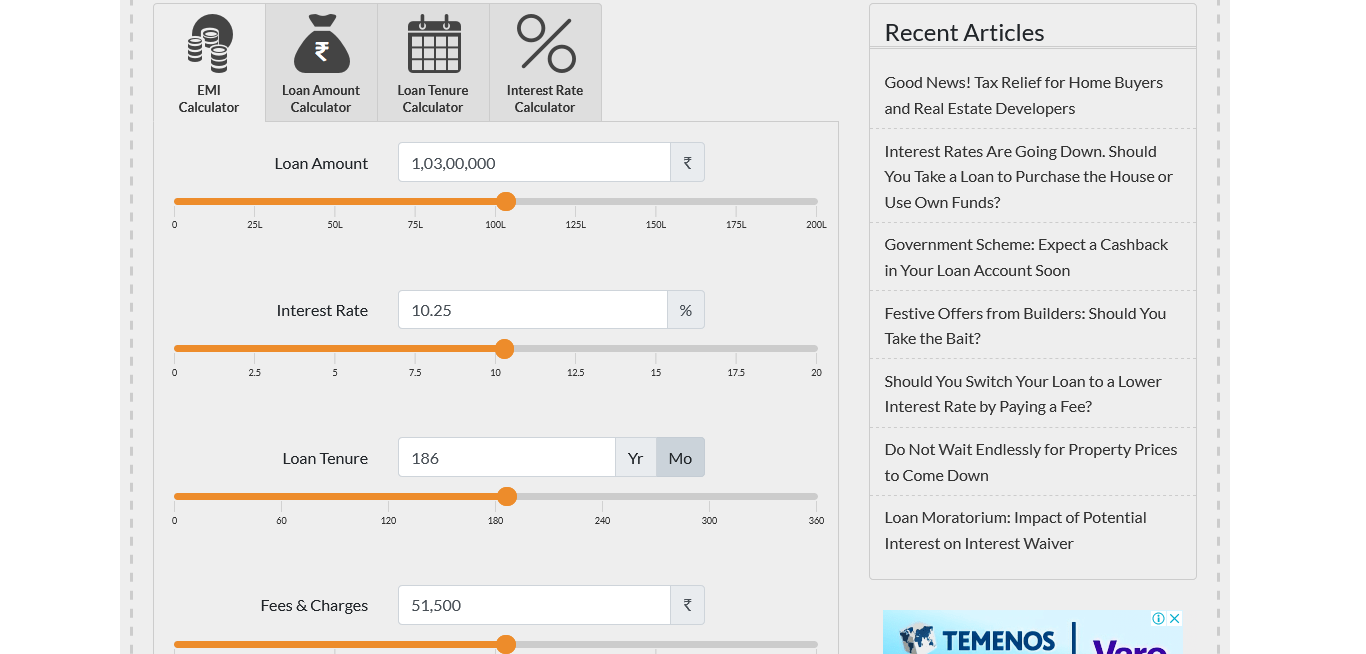 EMI
Calculator
Loan Amount
Calculator
Loan Tenure
Calculator
Interest Rate
Calculator
Loan Amount 1,03,00,000 ₹
0 25L 50L 75L 100L 125L 150L 175L 200L
Interest Rate 10.25 %
0 2.5 5 7.5 10 12.5 15 17.5 20
Loan Tenure 186 Yr Mo
0 60 120 180 240 300 360
Fees & Charges 51,500 ₹
Recent Articles
Good News! Tax Relief for Home Buyers
and Real Estate Developers
Interest Rates Are Going Down. Should
You Take a Loan to Purchase the House or
Use Own Funds?
Government Scheme: Expect a Cashback
in Your Loan Account Soon
Festive Offers from Builders: Should You
Take the Bait?
Should You Switch Your Loan to a Lower
Interest Rate by Paying a Fee?
Do Not Wait Endlessly for Property Prices
to Come Down
Loan Moratorium: Impact of Potential
Interest on Interest Waiver
TEMENOS
Varo